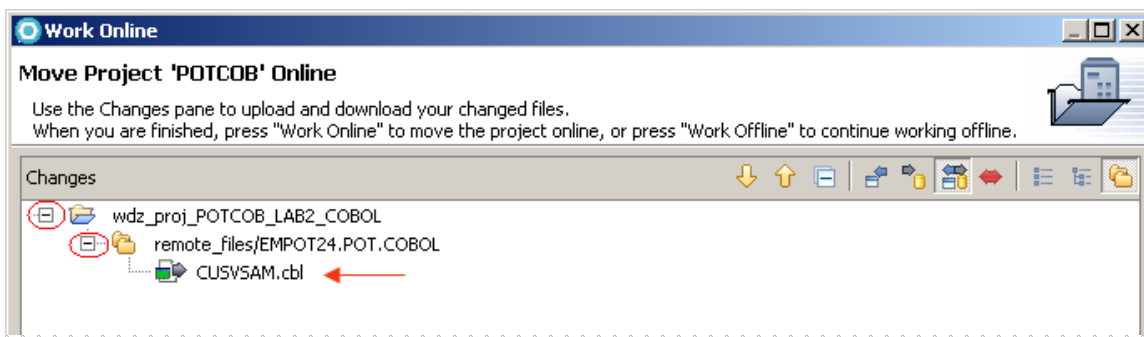 Work Online
Move Project 'POTCOB' Online
Use the Changes pane to upload and download your changed files.
When you are finished, press "Work Online" to move the project online, or press "Work Offline" to continue working offline.
Changes
wdz_proj_POTCOB_LAB2_COBOL
remote_files/EMPOT24.POT.COBOL
CUSVSAM.cbl